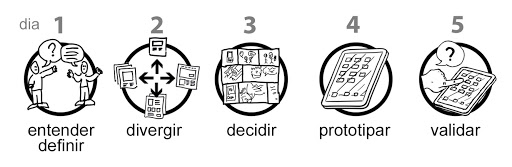 dia 1 2 3 4 5
? ?
entender divergir decidir prototipar validar
definir